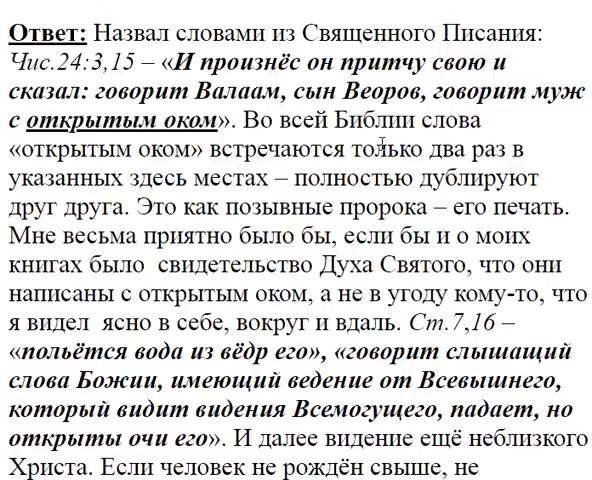 Ответ: Назвал словами из Священного Писания:
Чис.24:3,15 – «И произнёс он притчу свою и
сказал: говорит Валаам, сын Веоров, говорит муж
с открытым оком». Во всей Библии слова
«открытым оком» встречаются только два раз в
указанных здесь местах – полностью дублируют
друг друга. Это как позывные пророка – его печать.
Мне весьма приятно было бы, если бы и о моих
книгах было  свидетельство Духа Святого, что они
написаны с открытым оком, а не в угоду кому-то, что
я видел  ясно в себе, вокруг и вдаль. Ст.7,16 –
«польётся вода из вёдр его», «говорит слышащий
слова Божии, имеющий ведение от Всевышнего,
который видит видения Всемогущего, падает, но
открыты очи его». И далее видение ещё неблизкого
Христа. Если человек не рождён свыше, не